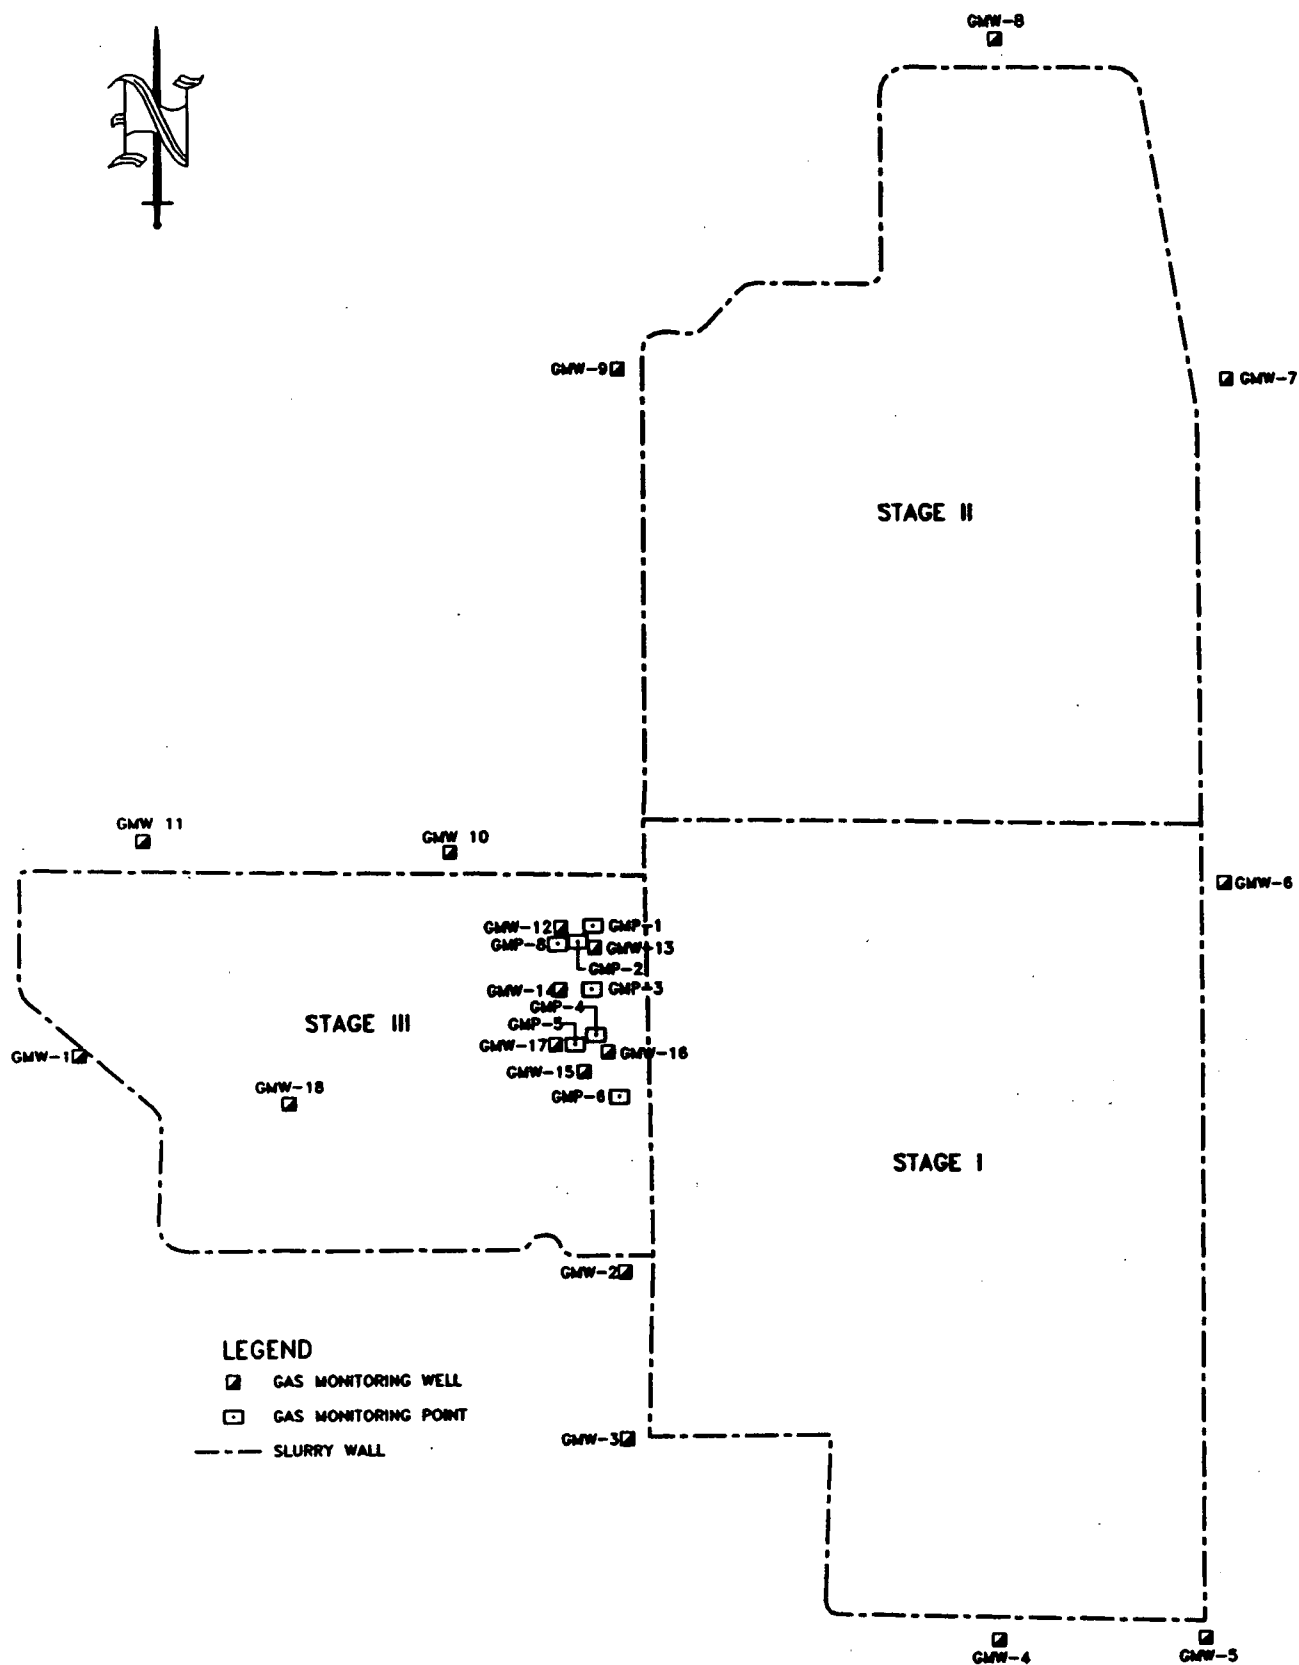 GMW-8
N
GMW-9
GMW-7
STAGE II
GMW 11
GMW 10
GMW-6
GMW-12
GMP-1
GMP-8
GMW-13
GMP-2
GMW-14
GMP-3
GMP-4
STAGE III
GMP-5
GMW-17
GMW-16
GMW-1
GMW-15
GMW-18
GMP-6
STAGE I
GMW-2
LEGEND
GAS MONITORING WELL
GAS MONITORING POINT
SLURRY WALL
GMW-3
GMW-4
GMW-5